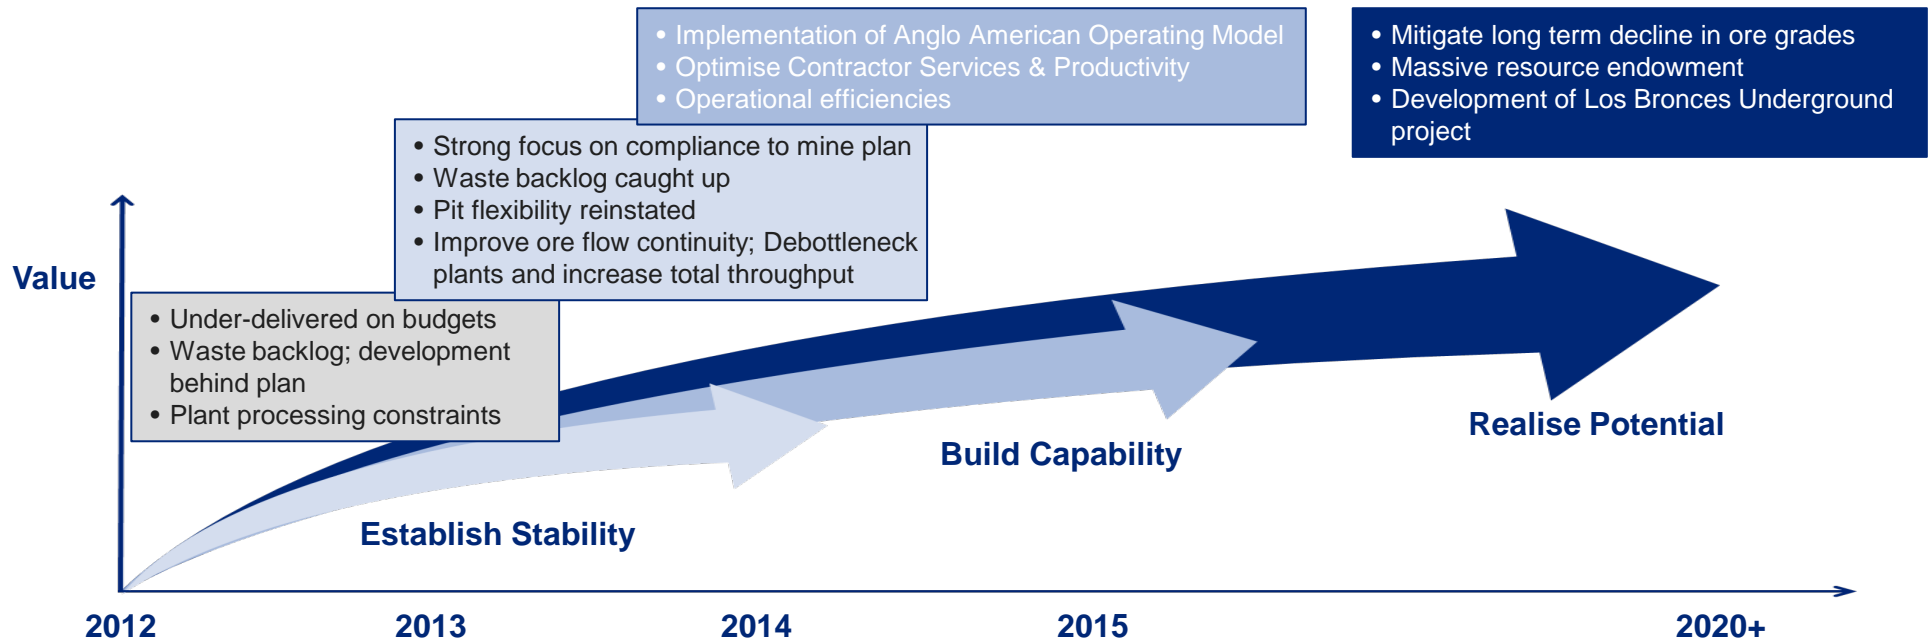 • Implementation of Anglo American Operating Model
• Optimise Contractor Services & Productivity
• Operational efficiencies
• Mitigate long term decline in ore grades
• Massive resource endowment
• Development of Los Bronces Underground
project
• Strong focus on compliance to mine plan
• Waste backlog caught up
• Pit flexibility reinstated
• Improve ore flow continuity; Debottleneck
plants and increase total throughput
Value
• Under-delivered on budgets
• Waste backlog; development
behind plan
• Plant processing constraints
Realise Potential
Build Capability
Establish Stability
2012
2013
2014
2015
2020+